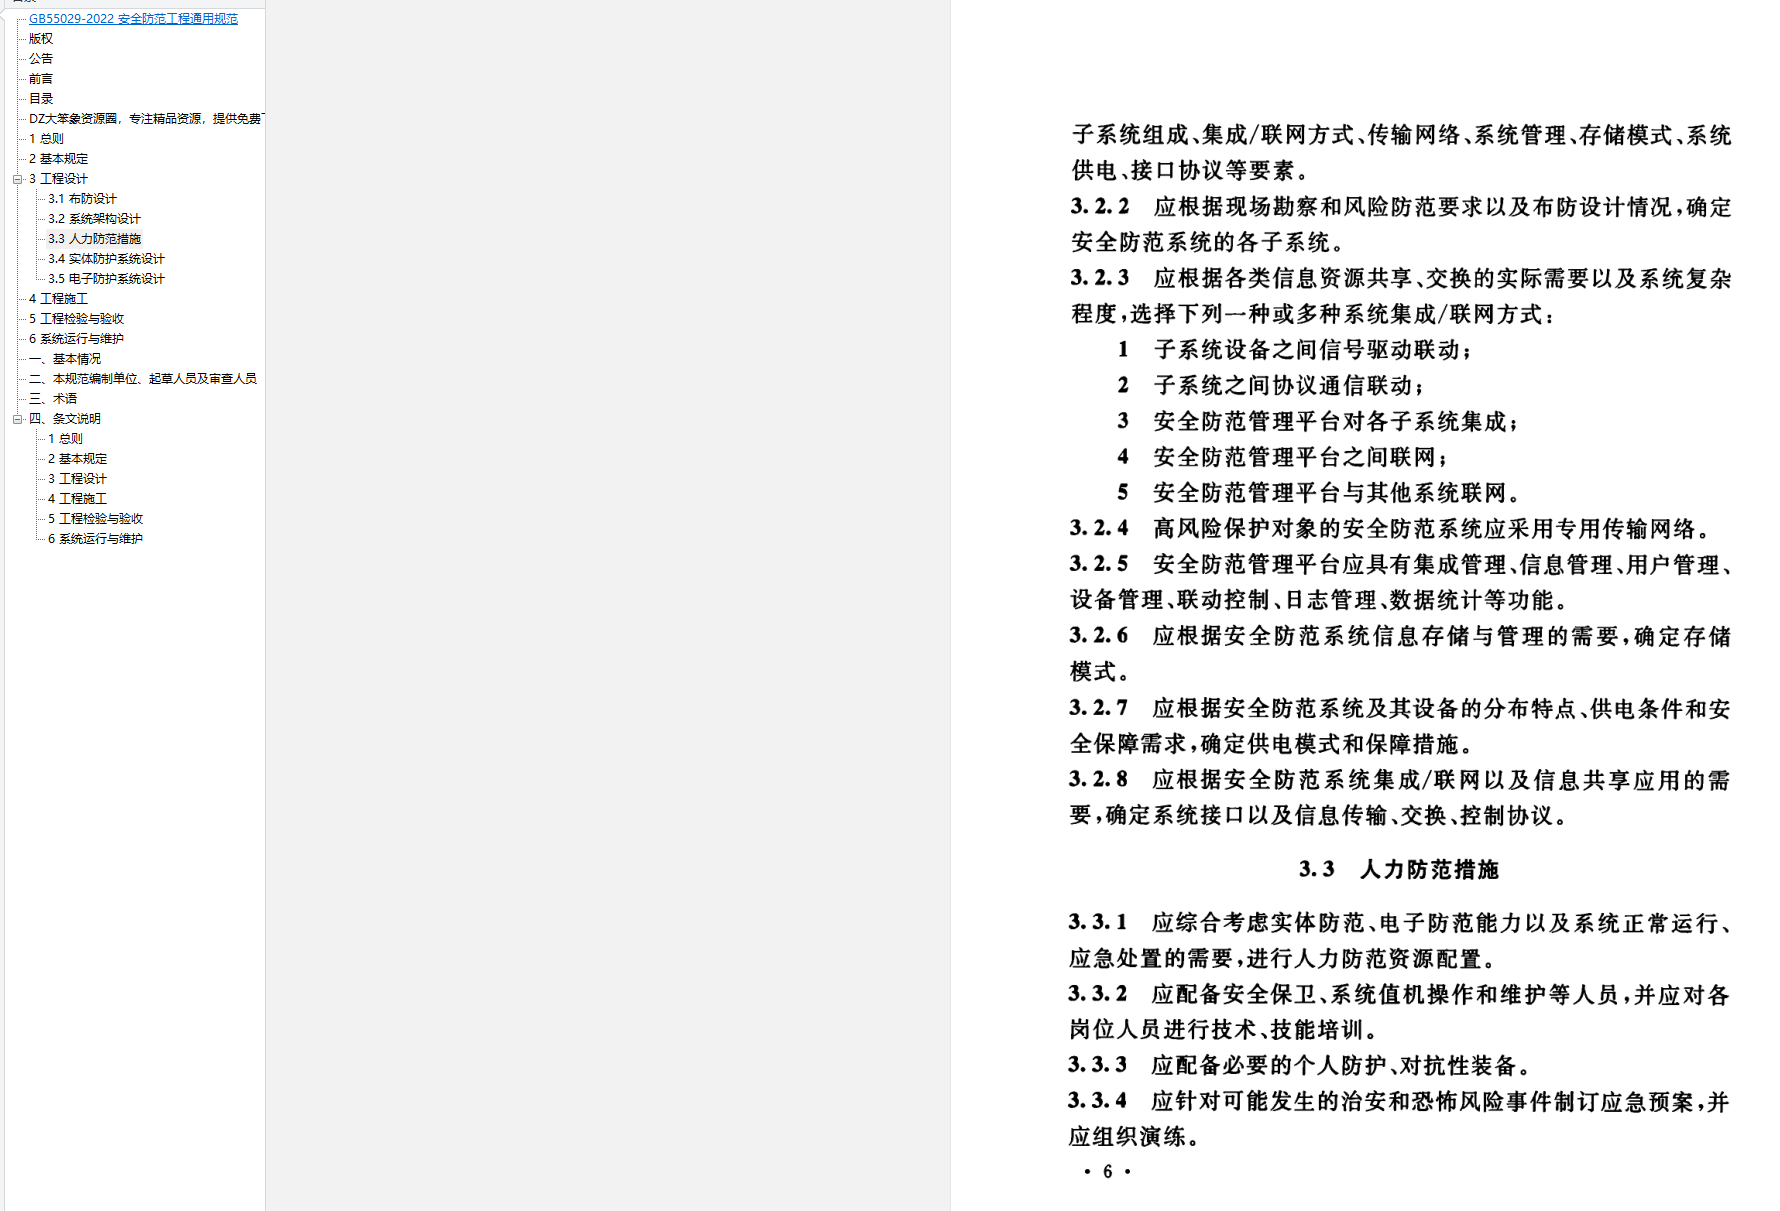 GB55029-2022 安全防范工程通用规范
版权
公告
前言
目录
DZ大笨象资源圈，专注精品资源，提供免费
1 总则
2 基本规定
3 工程设计
3.1 布防设计
3.2 系统架构设计
3.3 人力防范措施
3.4 实体防护系统设计
3.5 电子防护系统设计
4 工程施工
5 工程检验与验收
6 系统运行与维护
一、基本情况
二、本规范编制单位、起草人员及审查人员
三、术语
四、条文说明
1 总则
2 基本规定
3 工程设计
4 工程施工
5 工程检验与验收
6 系统运行与维护
子系统组成、集成/联网方式、传输网络、系统管理、存储模式、系统
供电、接口协议等要素。
3.2.2 应根据现场勘察和风险防范要求以及布防设计情况,确定
安全防范系统的各子系统。
3.2.3 应根据各类信息资源共享、交换的实际需要以及系统复杂
程度,选择下列一种或多种系统集成/联网方式:
1 子系统设备之间信号驱动联动;
2 子系统之间协议通信联动;
3 安全防范管理平台对各子系统集成;
4 安全防范管理平台之间联网;
5 安全防范管理平台与其他系统联网。
3.2.4 高风险保护对象的安全防范系统应采用专用传输网络。
3.2.5 安全防范管理平台应具有集成管理、信息管理、用户管理、
设备管理、联动控制、日志管理、数据统计等功能。
3.2.6 应根据安全防范系统信息存储与管理的需要,确定存储
模式。
3.2.7 应根据安全防范系统及其设备的分布特点、供电条件和安
全保障需求,确定供电模式和保障措施。
3.2.8 应根据安全防范系统集成/联网以及信息共享应用的需
要,确定系统接口以及信息传输、交换、控制协议。
3.3 人力防范措施
3.3.1 应综合考虑实体防范、电子防范能力以及系统正常运行、
应急处置的需要,进行人力防范资源配置。
3.3.2 应配备安全保卫、系统值机操作和维护等人员,并应对各
岗位人员进行技术、技能培训。
3.3.3 应配备必要的个人防护、对抗性装备。
3.3.4 应针对可能发生的治安和恐怖风险事件制订应急预案,并
应组织演练。
• 6 •